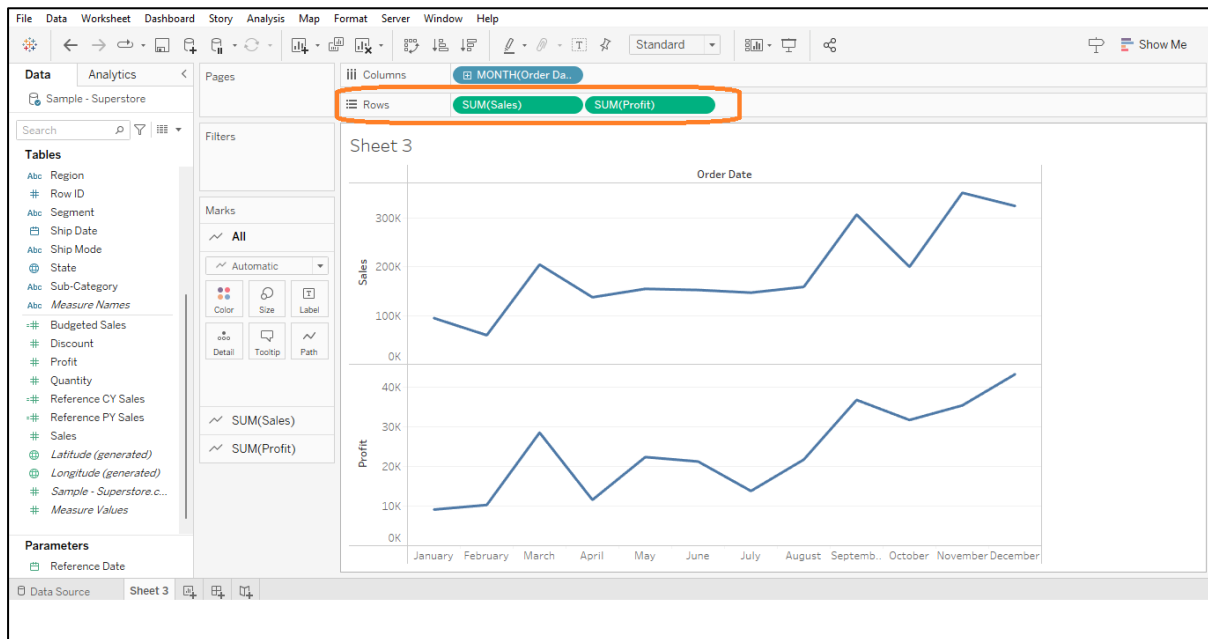 File Data Worksheet Dashboard Story Analysis Map Format Server Window Help
Standard
Show Me
Data Analytics
Sample - Superstore
Search
Tables
Abc Region
# Row ID
Abc Segment
Ship Date
Abc Ship Mode
State
Abc Sub-Category
Abc Measure Names
=# Budgeted Sales
# Discount
# Profit
# Quantity
=# Reference CY Sales
=# Reference PY Sales
# Sales
Latitude (generated)
Longitude (generated)
# Sample - Superstore.c...
# Measure Values
Parameters
Reference Date
Pages
Filters
Marks
All
Automatic
Color Size Label
Detail Tooltip Path
SUM(Sales)
SUM(Profit)
Columns MONTH(Order Da..
Rows SUM(Sales) SUM(Profit)
Sheet 3
Order Date
Sales
300K
200K
100K
0K
Profit
40K
30K
20K
10K
0K
January February March April May June July August Septemb.. October November December
Data Source Sheet 3